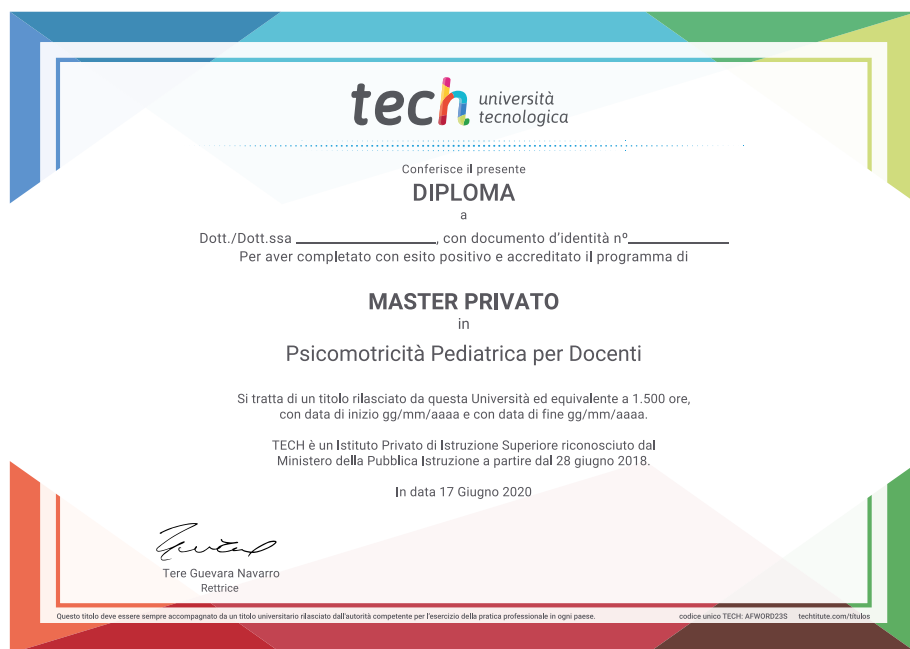 tech università
tecnologica
Conferisce il presente
DIPLOMA
a
Dott./Dott.ssa ____________________, con documento d'identità nº______________
Per aver completato con esito positivo e accreditato il programma di
MASTER PRIVATO
in
Psicomotricità Pediatrica per Docenti
Si tratta di un titolo rilasciato da questa Università ed equivalente a 1.500 ore,
con data di inizio gg/mm/aaaa e con data di fine gg/mm/aaaa.
TECH è un Istituto Privato di Istruzione Superiore riconosciuto dal
Ministero della Pubblica Istruzione a partire dal 28 giugno 2018.
In data 17 Giugno 2020
Tere Guevara Navarro
Rettrice
Questo titolo deve essere sempre accompagnato da un titolo universitario rilasciato dall'autorità competente per l'esercizio della pratica professionale in ogni paese. codice unico TECH: AFWORD23S techtitute.com/titulos